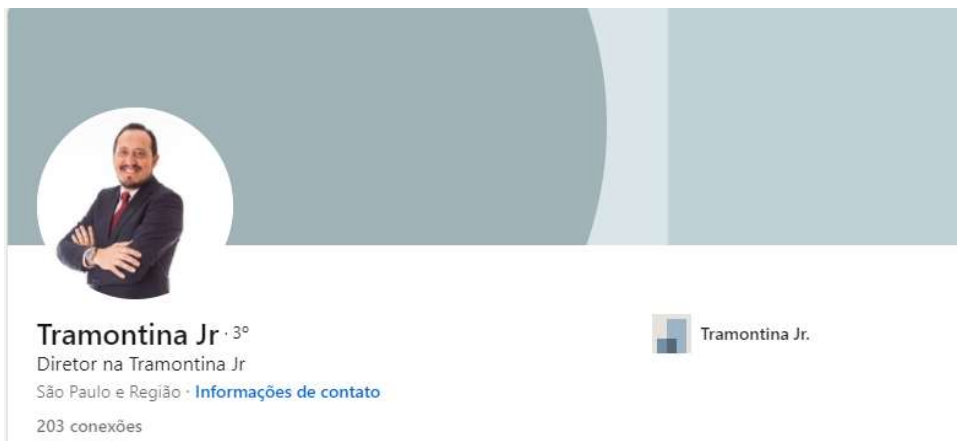 Tramontina Jr · 3º
Diretor na Tramontina Jr
São Paulo e Região · Informações de contato
203 conexões
Tramontina Jr.